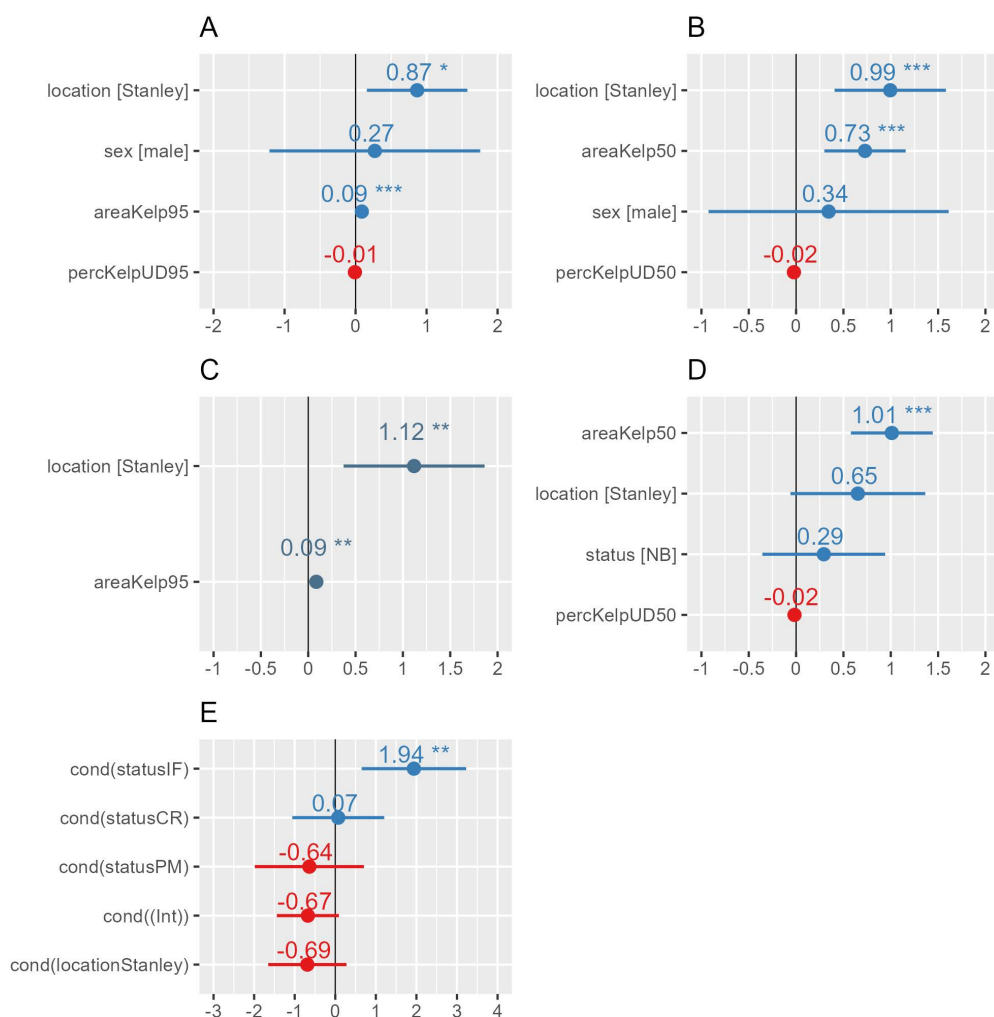 A
location [Stanley]
0.87 *
sex [male]
0.27
areaKelp95
0.09 ***
percKelpUD95
-0.01
-2 -1 0 1 2
B
location [Stanley]
0.99 ***
areaKelp50
0.73 ***
sex [male]
0.34
percKelpUD50
-0.02
-1 -0.5 0 0.5 1 1.5 2
C
location [Stanley]
1.12 **
areaKelp95
0.09 **
-1 -0.5 0 0.5 1 1.5 2
D
areaKelp50
1.01 ***
location [Stanley]
0.65
status [NB]
0.29
percKelpUD50
-0.02
-1 -0.5 0 0.5 1 1.5 2
E
cond(statusIF)
1.94 **
cond(statusCR)
0.07
cond(statusPM)
-0.64
cond((Int))
-0.67
cond(locationStanley)
-0.69
-3 -2 -1 0 1 2 3 4